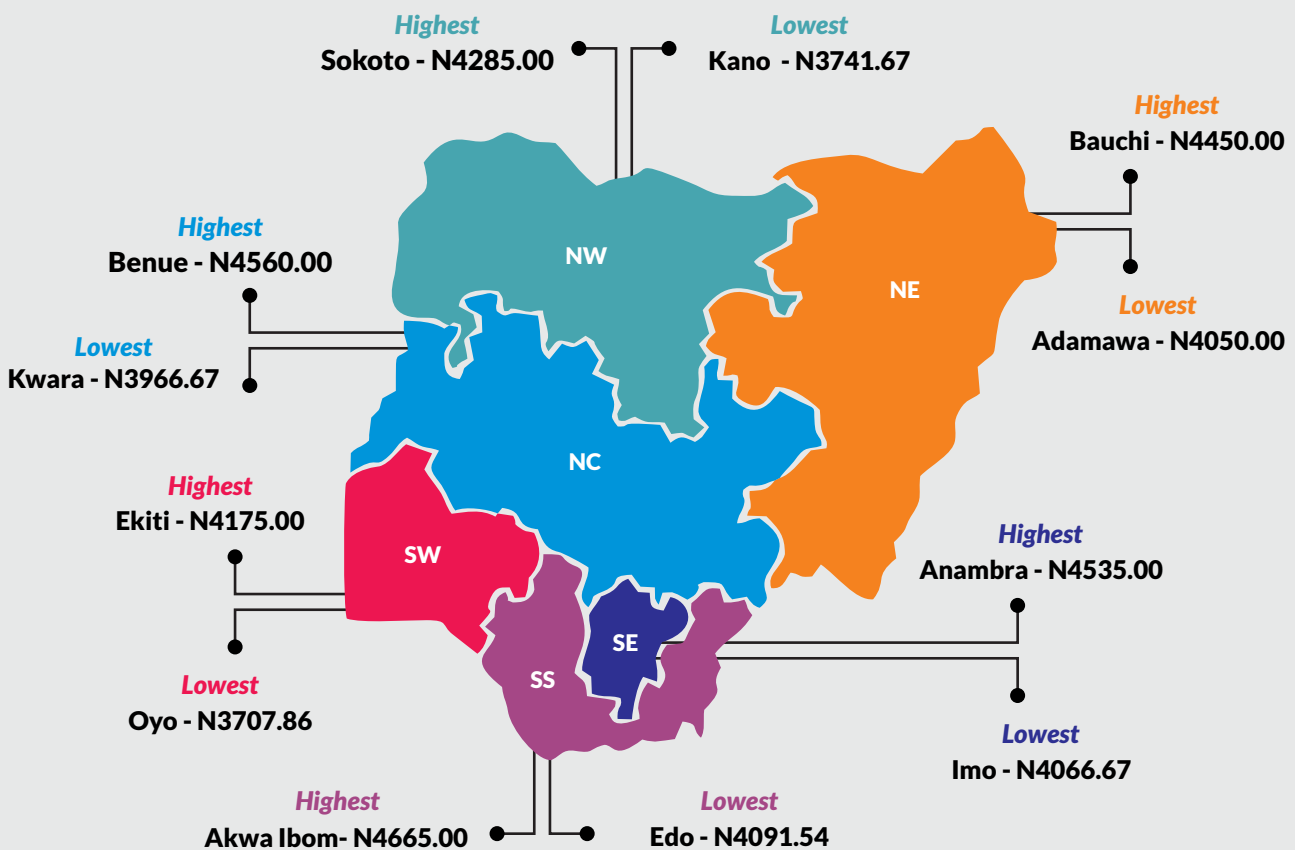 Highest
Sokoto - N4285.00
Lowest
Kano - N3741.67
Highest
Bauchi - N4450.00
Highest
Benue - N4560.00
NW
NE
Lowest
Adamawa - N4050.00
Lowest
Kwara - N3966.67
NC
Highest
Ekiti - N4175.00
SW
Highest
Anambra - N4535.00
SE
SS
Lowest
Oyo - N3707.86
Lowest
Imo - N4066.67
Highest
Akwa Ibom- N4665.00
Lowest
Edo - N4091.54